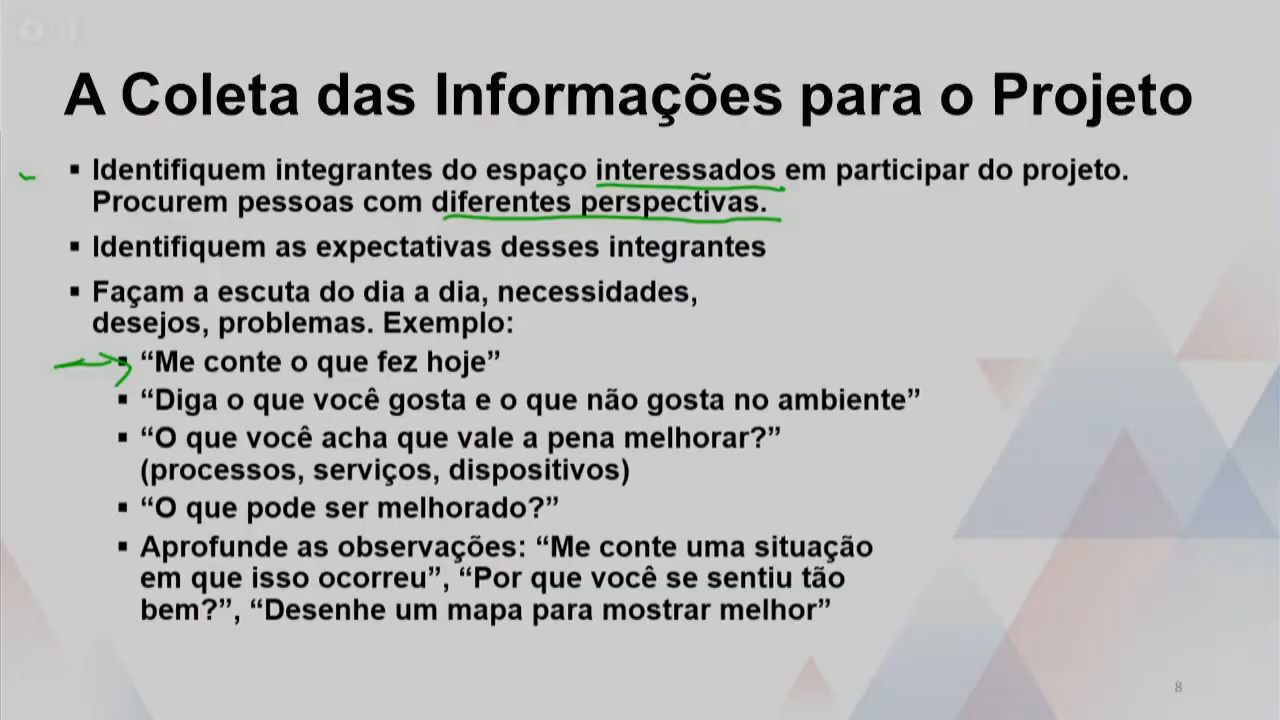 A Coleta das Informações para o Projeto
▪ Identifiquem integrantes do espaço interessados em participar do projeto.
Procurem pessoas com diferentes perspectivas.
▪ Identifiquem as expectativas desses integrantes
▪ Façam a escuta do dia a dia, necessidades,
desejos, problemas. Exemplo:
▪ “Me conte o que fez hoje”
▪ “Diga o que você gosta e o que não gosta no ambiente”
▪ “O que você acha que vale a pena melhorar?”
(processos, serviços, dispositivos)
▪ “O que pode ser melhorado?”
▪ Aprofunde as observações: “Me conte uma situação
em que isso ocorreu”, “Por que você se sentiu tão
bem?”, “Desenhe um mapa para mostrar melhor”
8